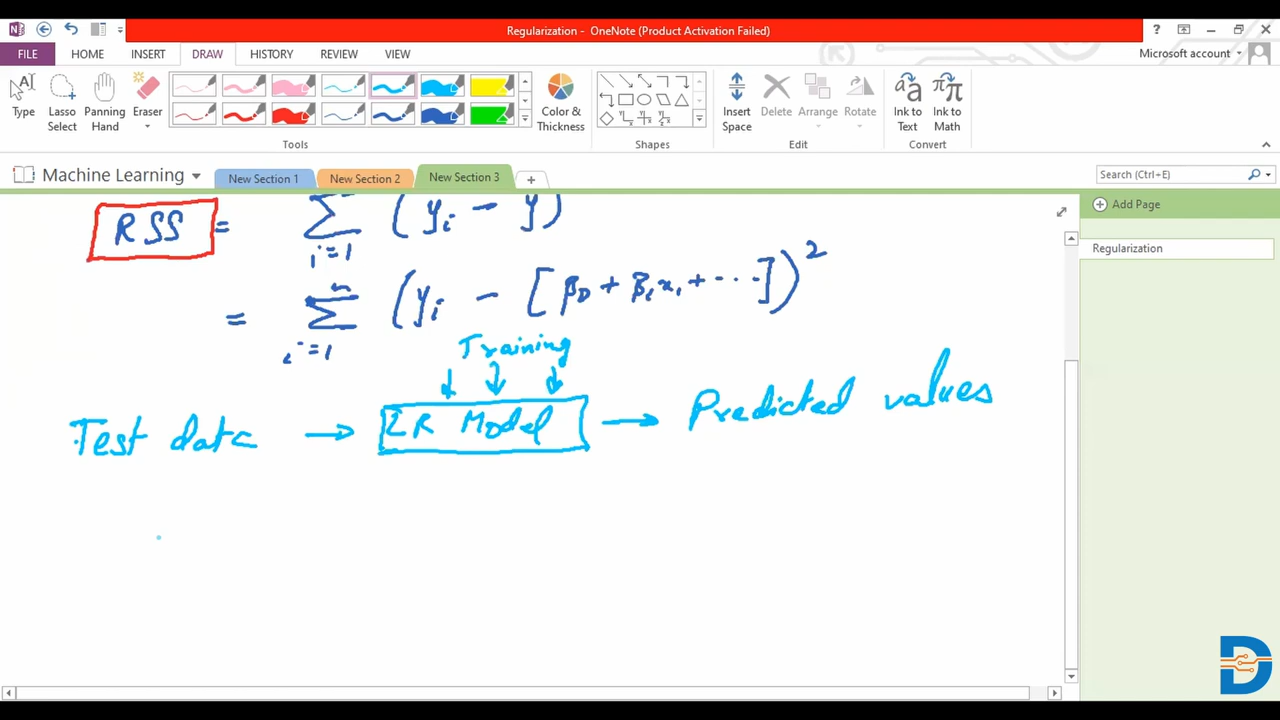 Regularization - OneNote (Product Activation Failed)
FILE HOME INSERT DRAW HISTORY REVIEW VIEW
Microsoft account
Type
Lasso Select
Panning Hand
Eraser
Color & Thickness
Insert Space
Delete
Arrange
Rotate
Ink to Text
Ink to Math
Tools
Shapes
Edit
Convert
Machine Learning
New Section 1
New Section 2
New Section 3
Search (Ctrl+E)
Add Page
Regularization
RSS = ∑ i=1 (yi - y)
= ∑ n i=1 (yi - [β0 + β1x1 + ...])2
Training
Test data → LR Model → Predicted values